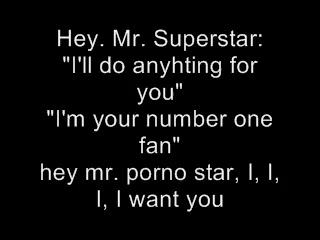 Hey. Mr. Superstar:
"I'll do anyhting for
you"
"I'm your number one
fan"
hey mr. porno star, I, I,
I, I want you